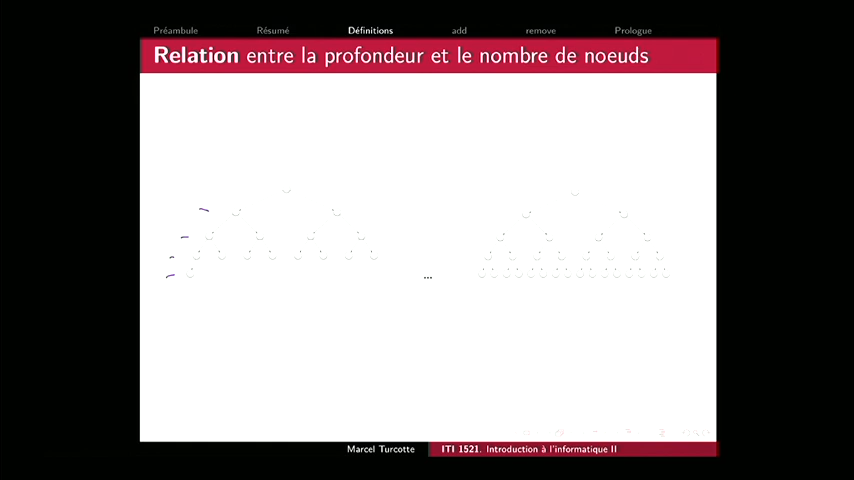 Préambule Résumé Définitions add remove Prologue
Relation entre la profondeur et le nombre de noeuds
...
Marcel Turcotte ITI 1521. Introduction à l'informatique II